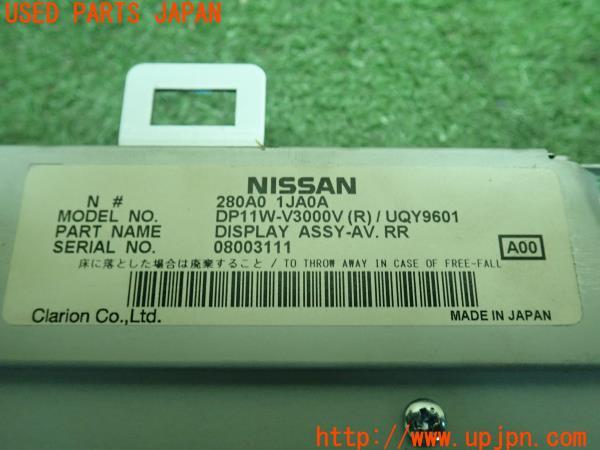 USED PARTS JAPAN
NISSAN
N # 280A0 1JA0A
MODEL NO. DP11W-V3000V (R) / UQY9601
PART NAME DISPLAY ASSY-AV. RR
SERIAL NO. 08003111
A00
床に落とした場合は廃棄すること / TO THROW AWAY IN CASE OF FREE-FALL
Clarion Co.,Ltd. MADE IN JAPAN
http://www.upjpn.com/